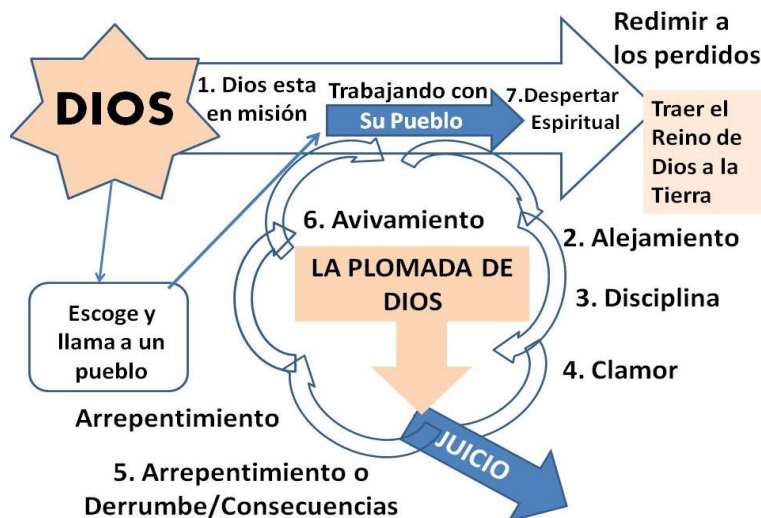 DIOS
1. Dios esta
en misión
Trabajando con
Su Pueblo
7.Despertar
Espiritual
Redimir a
los perdidos
Traer el
Reino de
Dios a la
Tierra
Escoge y
llama a un
pueblo
6. Avivamiento
LA PLOMADA DE
DIOS
2. Alejamiento
3. Disciplina
4. Clamor
Arrepentimiento
JUICIO
5. Arrepentimiento o
Derrumbe/Consecuencias